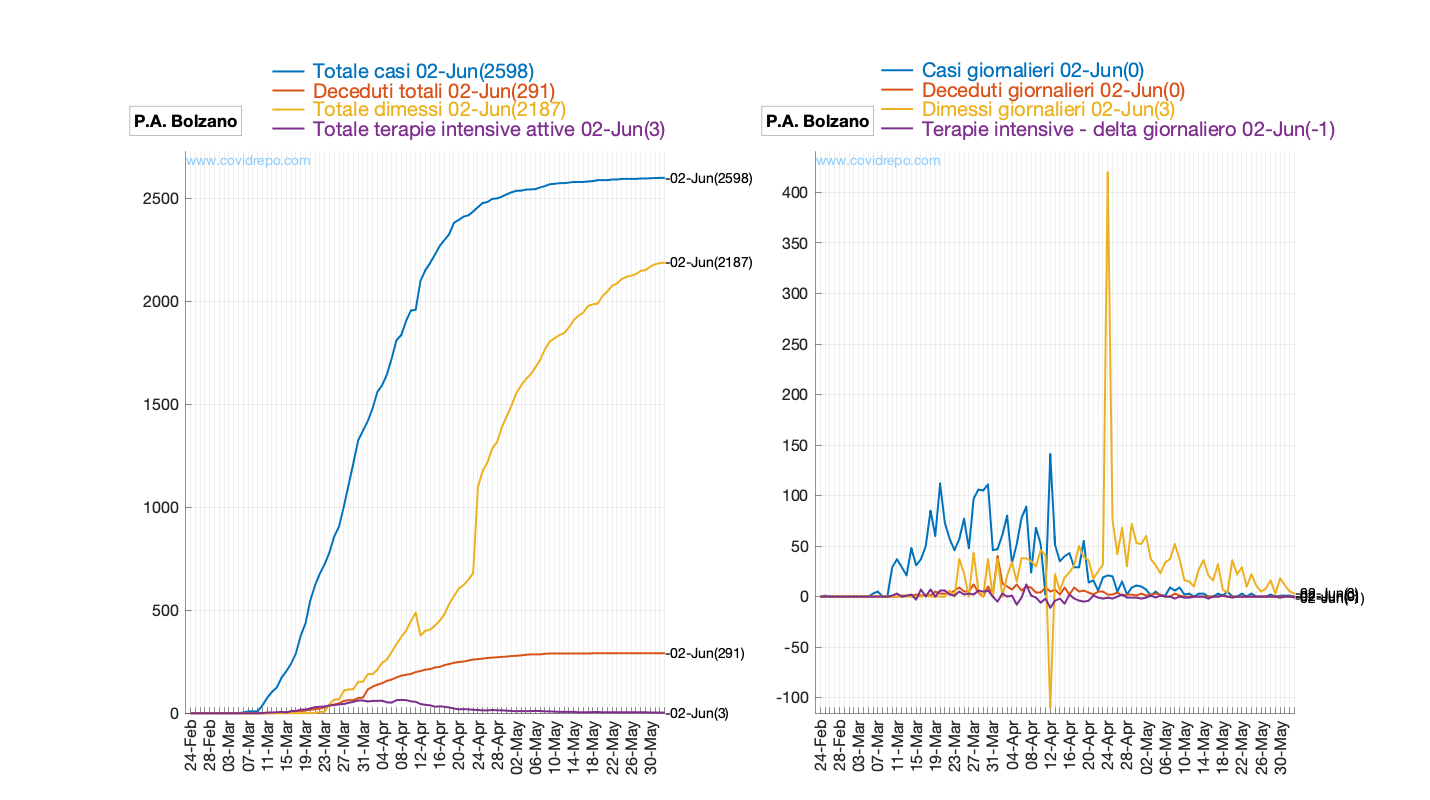 Totale casi 02-Jun(2598)
Deceduti totali 02-Jun(291)
Totale dimessi 02-Jun(2187)
Totale terapie intensive attive 02-Jun(3)
P.A. Bolzano
www.covidrepo.com
2500
2000
1500
1000
500
0
-02-Jun(2598)
-02-Jun(2187)
-02-Jun(291)
-02-Jun(3)
24-Feb
28-Feb
03-Mar
07-Mar
11-Mar
15-Mar
19-Mar
23-Mar
27-Mar
31-Mar
04-Apr
08-Apr
12-Apr
16-Apr
20-Apr
24-Apr
28-Apr
02-May
06-May
10-May
14-May
18-May
22-May
26-May
30-May
Casi giornalieri 02-Jun(0)
Deceduti giornalieri 02-Jun(0)
Dimessi giornalieri 02-Jun(3)
Terapie intensive - delta giornaliero 02-Jun(-1)
P.A. Bolzano
www.covidrepo.com
400
350
300
250
200
150
100
50
0
-50
-100
24-Feb
28-Feb
03-Mar
07-Mar
11-Mar
15-Mar
19-Mar
23-Mar
27-Mar
31-Mar
04-Apr
08-Apr
12-Apr
16-Apr
20-Apr
24-Apr
28-Apr
02-May
06-May
10-May
14-May
18-May
22-May
26-May
30-May